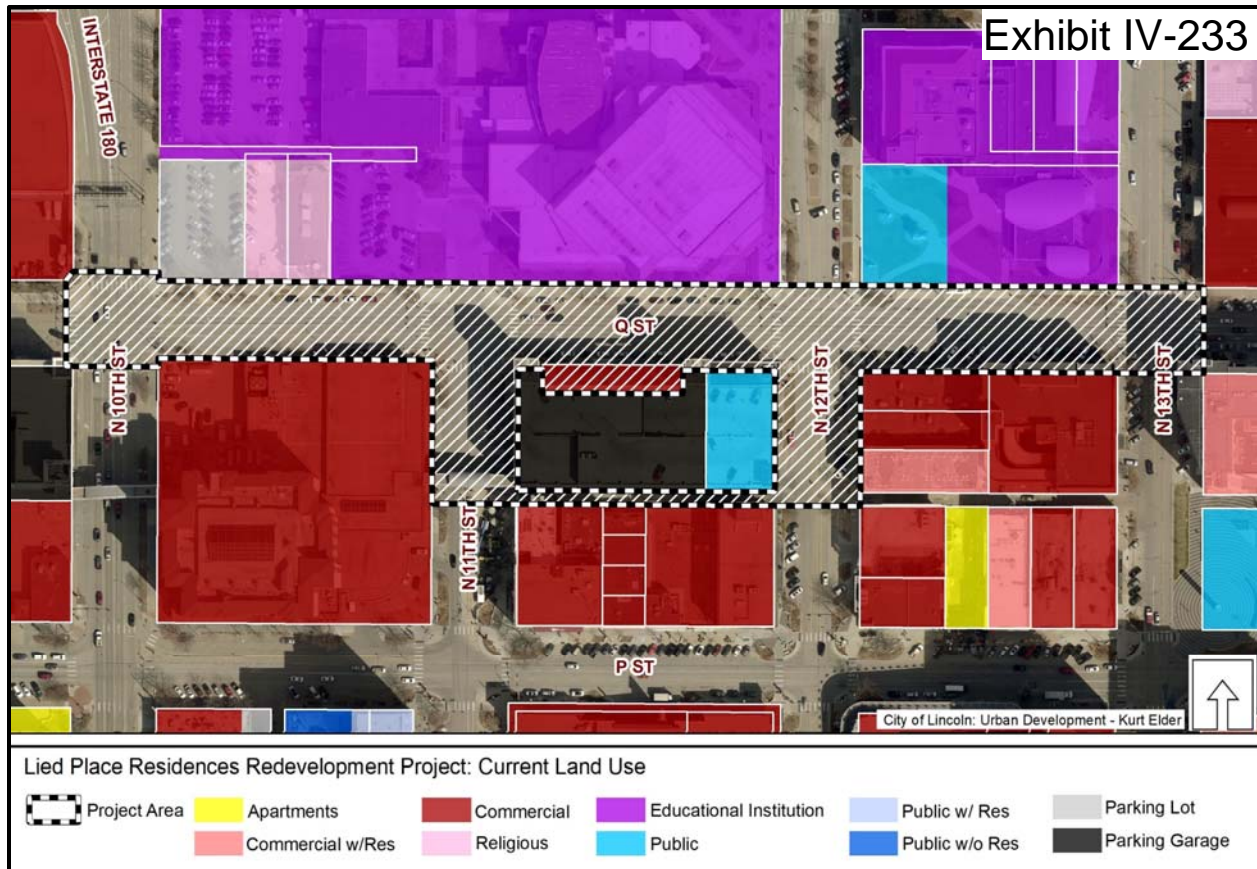 Exhibit IV-233
INTERSTATE 180
Q ST
N 10TH ST
N 12TH ST
N 13TH ST
N 11TH ST
P ST
City of Lincoln: Urban Development - Kurt Elder
Lied Place Residences Redevelopment Project: Current Land Use
Project Area
Apartments
Commercial
Educational Institution
Public w/ Res
Parking Lot
Commercial w/Res
Religious
Public
Public w/o Res
Parking Garage